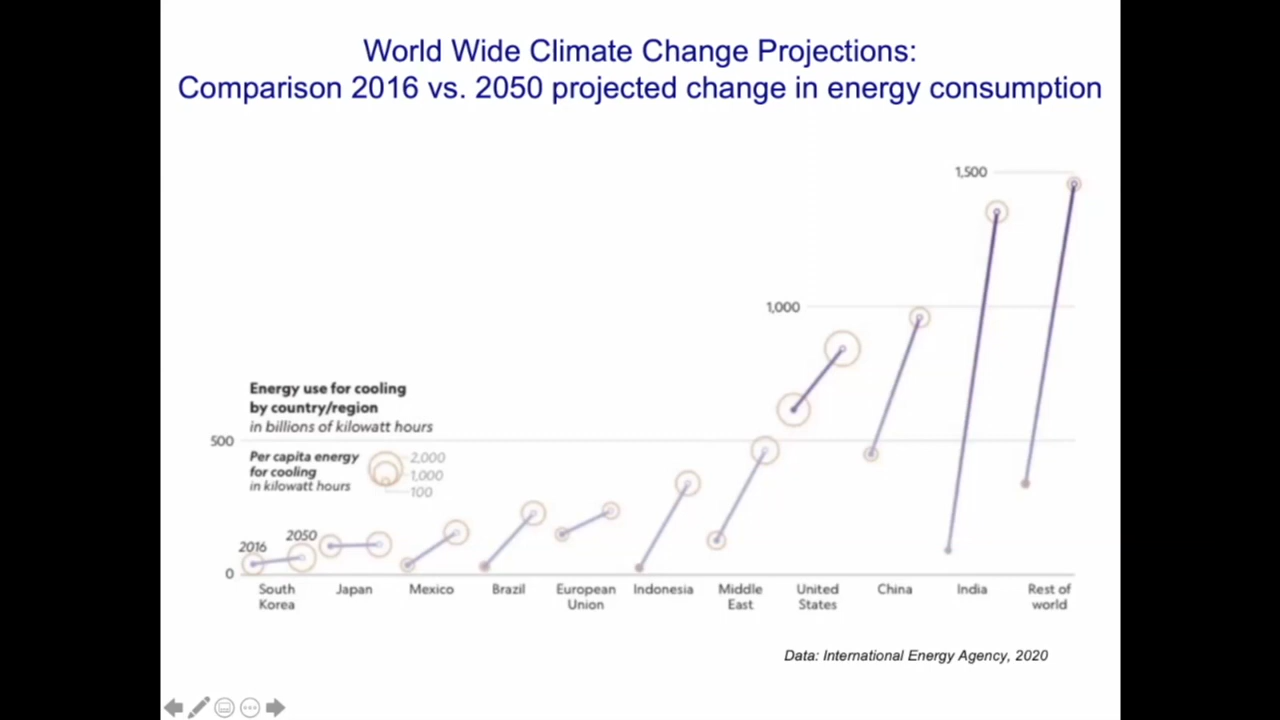 World Wide Climate Change Projections:
Comparison 2016 vs. 2050 projected change in energy consumption
1,500
1,000
Energy use for cooling
by country/region
in billions of kilowatt hours
500
Per capita energy
for cooling
in kilowatt hours
2,000
1,000
100
2016
2050
0
South
Korea
Japan
Mexico
Brazil
European
Union
Indonesia
Middle
East
United
States
China
India
Rest of
world
Data: International Energy Agency, 2020